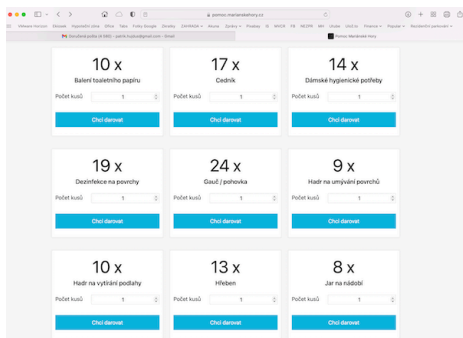 pomoc.marianskehory.cz
Pomoc Mariánské Hory
10 x
Balení toaletního papíru
Počet kusů 1
Chci darovat
17 x
Cedník
Počet kusů 1
Chci darovat
14 x
Dámské hygienické potřeby
Počet kusů 1
Chci darovat
19 x
Dezinfekce na povrchy
Počet kusů 1
Chci darovat
24 x
Gauč / pohovka
Počet kusů 1
Chci darovat
9 x
Hadr na umývání povrchů
Počet kusů 1
Chci darovat
10 x
Hadr na vytírání podlahy
Počet kusů 1
Chci darovat
13 x
Hřeben
Počet kusů 1
Chci darovat
8 x
Jar na nádobí
Počet kusů 1
Chci darovat